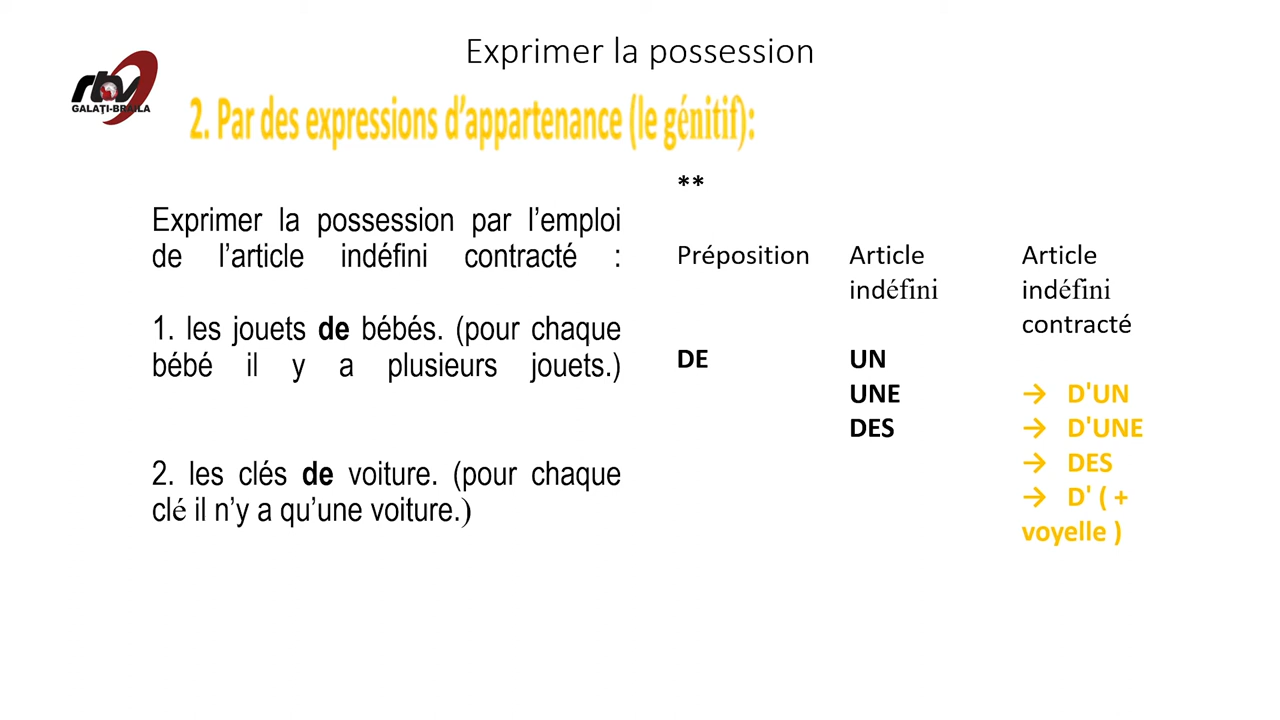 Exprimer la possession
rtv
GALAȚI-BRĂILA
2. Par des expressions d’appartenance (le génitif):
Exprimer la possession par l’emploi
de l’article indéfini contracté :
1. les jouets de bébés. (pour chaque
bébé il y a plusieurs jouets.)
2. les clés de voiture. (pour chaque
clé il n’y a qu’une voiture.)
**
Préposition Article Article
indéfini indéfini
contracté
DE UN
UNE → D'UN
DES → D'UNE
→ DES
→ D' ( +
voyelle )